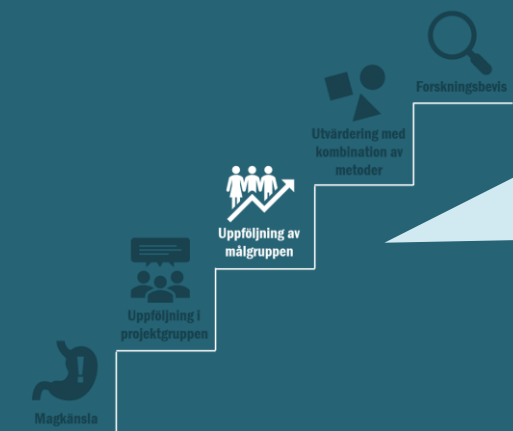 Forskningsbevis
Utvärdering med
kombination av
metoder
Uppföljning av
målgruppen
Uppföljning i
projektgruppen
Magkänsla